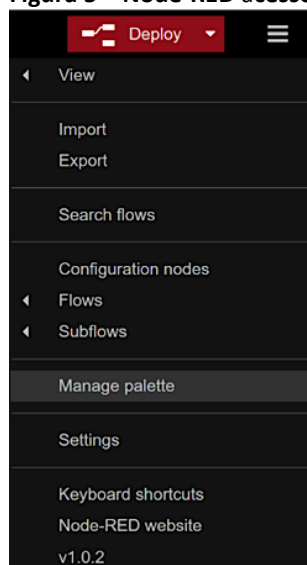 Deploy
View
Import
Export
Search flows
Configuration nodes
Flows
Subflows
Manage palette
Settings
Keyboard shortcuts
Node-RED website
v1.0.2